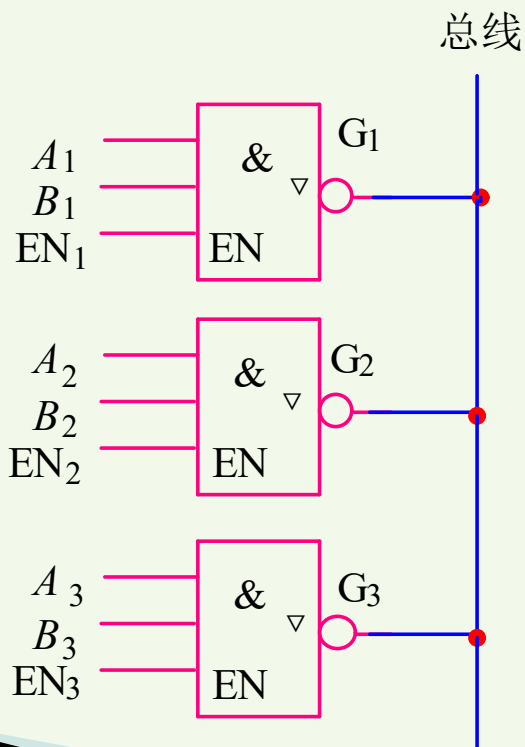 总线
A1
B1
EN1
&
▽
EN
G1
A2
B2
EN2
&
▽
EN
G2
A3
B3
EN3
&
▽
EN
G3